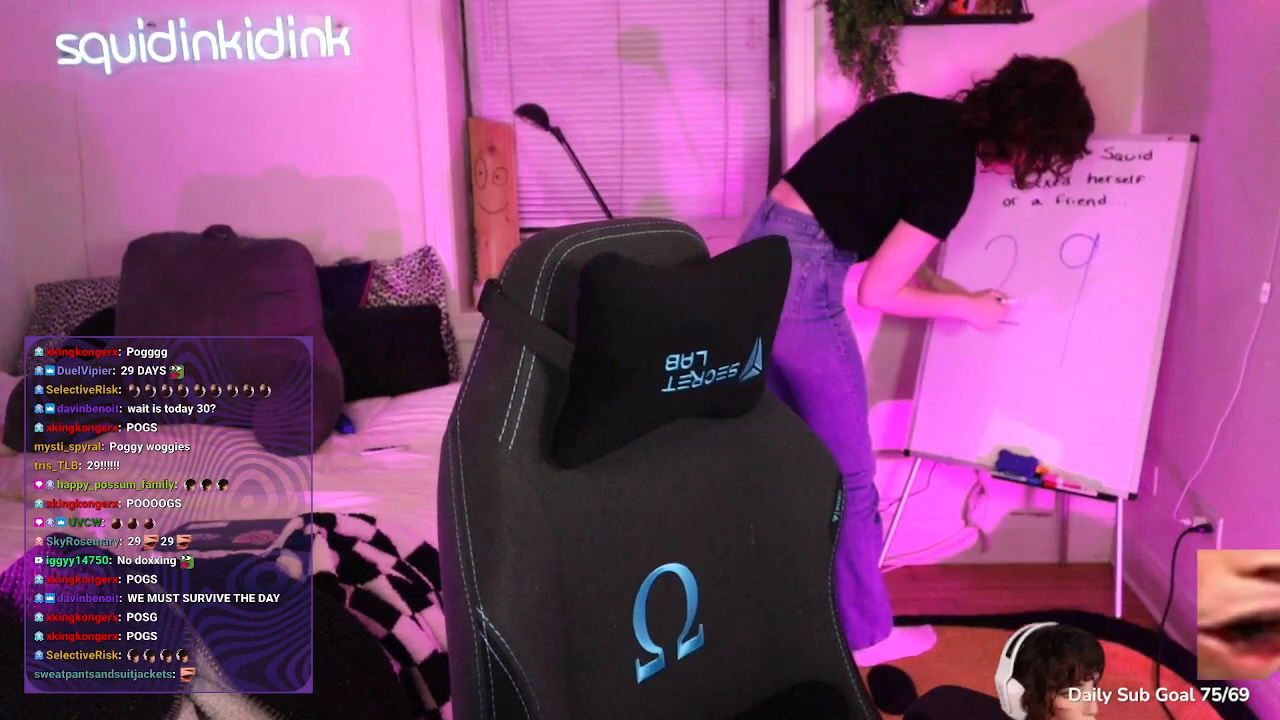 squidinkidink
Squid
herself
or a friend...
29
SECRET
LAB
Ω
xkingkongerx: Pogggg
DuelVipier: 29 DAYS
SelectiveRisk:
davinbenoit: wait is today 30?
xkingkongerx: POGS
mysti_spyral: Poggy woggies
tris_TLB: 29!!!!!!
happy_possum_family:
xkingkongerx: POOOOGS
UVCW:
SkyRosemary: 29 29
iggyy14750: No doxxing
xkingkongerx: POGS
davinbenoit: WE MUST SURVIVE THE DAY
xkingkongerx: POSG
xkingkongerx: POGS
SelectiveRisk:
sweatpantsandsuitjackets:
Daily Sub Goal 75/69